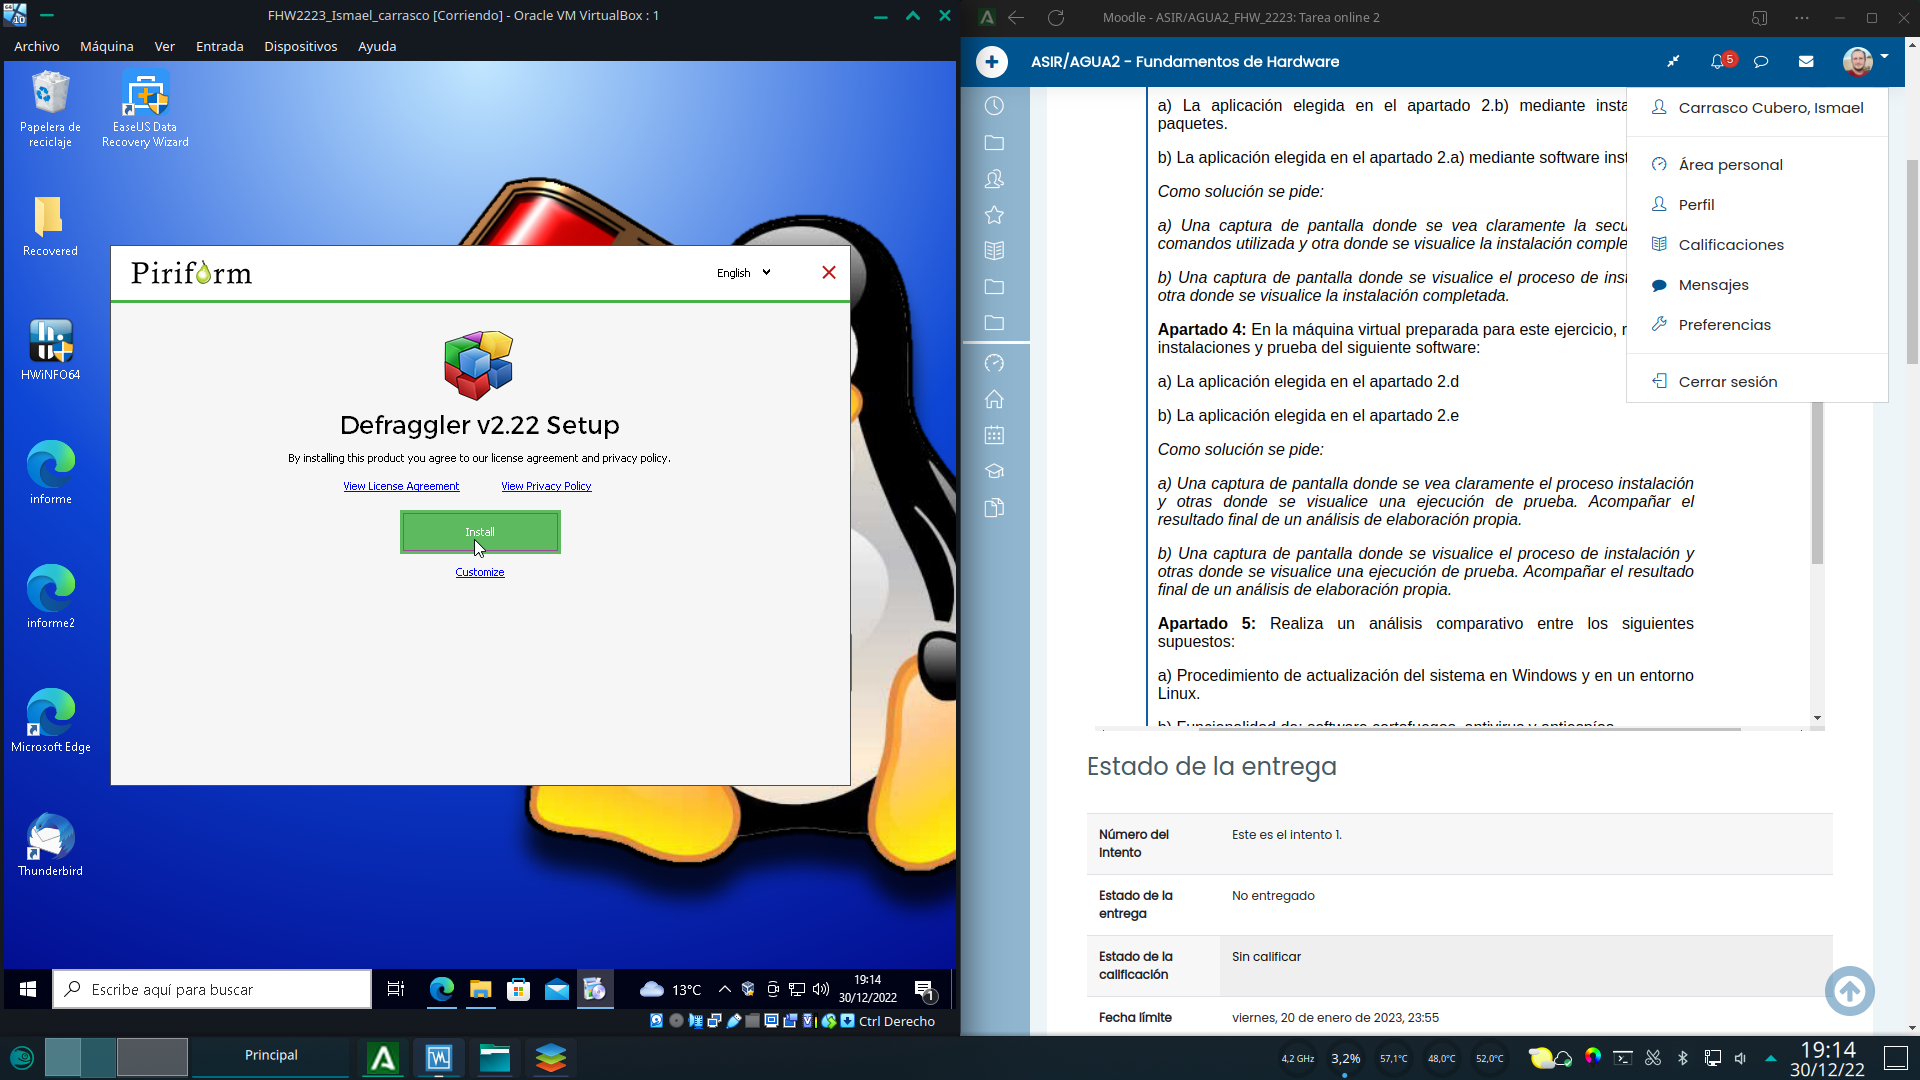 FHW2223_Ismael_carrasco [Corriendo] - Oracle VM VirtualBox : 1
Archivo Máquina Ver Entrada Dispositivos Ayuda
Papelera de
reciclaje
EaseUS Data
Recovery Wizard
Recovered
HWiNFO64
informe
informe2
Microsoft Edge
Thunderbird
Piriform
English
Defraggler v2.22 Setup
By installing this product you agree to our license agreement and privacy policy.
View License Agreement View Privacy Policy
Install
Customize
Escribe aquí para buscar
13°C
19:14
30/12/2022
1
Ctrl Derecho
Moodle - ASIR/AGUA2_FHW_2223: Tarea online 2
ASIR/AGUA2 - Fundamentos de Hardware
5
a) La aplicación elegida en el apartado 2.b) mediante insta
paquetes.
b) La aplicación elegida en el apartado 2.a) mediante software inst
Como solución se pide:
a) Una captura de pantalla donde se vea claramente la secu
comandos utilizada y otra donde se visualice la instalación comple
b) Una captura de pantalla donde se visualice el proceso de inst
otra donde se visualice la instalación completada.
Apartado 4: En la máquina virtual preparada para este ejercicio, r
instalaciones y prueba del siguiente software:
a) La aplicación elegida en el apartado 2.d
b) La aplicación elegida en el apartado 2.e
Como solución se pide:
a) Una captura de pantalla donde se vea claramente el proceso instalación
y otras donde se visualice una ejecución de prueba. Acompañar el
resultado final de un análisis de elaboración propia.
b) Una captura de pantalla donde se visualice el proceso de instalación y
otras donde se visualice una ejecución de prueba. Acompañar el resultado
final de un análisis de elaboración propia.
Apartado 5: Realiza un análisis comparativo entre los siguientes
supuestos:
a) Procedimiento de actualización del sistema en Windows y en un entorno
Linux.
b) Funcionalidad de: software cortafuegos, antivirus y antiespías
Carrasco Cubero, Ismael
Área personal
Perfil
Calificaciones
Mensajes
Preferencias
Cerrar sesión
Estado de la entrega
Número del
intento
Este es el intento 1.
Estado de la
entrega
No entregado
Estado de la
calificación
Sin calificar
Fecha límite
viernes, 20 de enero de 2023, 23:55
Principal
4,2 GHz
3,2%
57,1°C
48,0°C
52,0°C
19:14
30/12/22